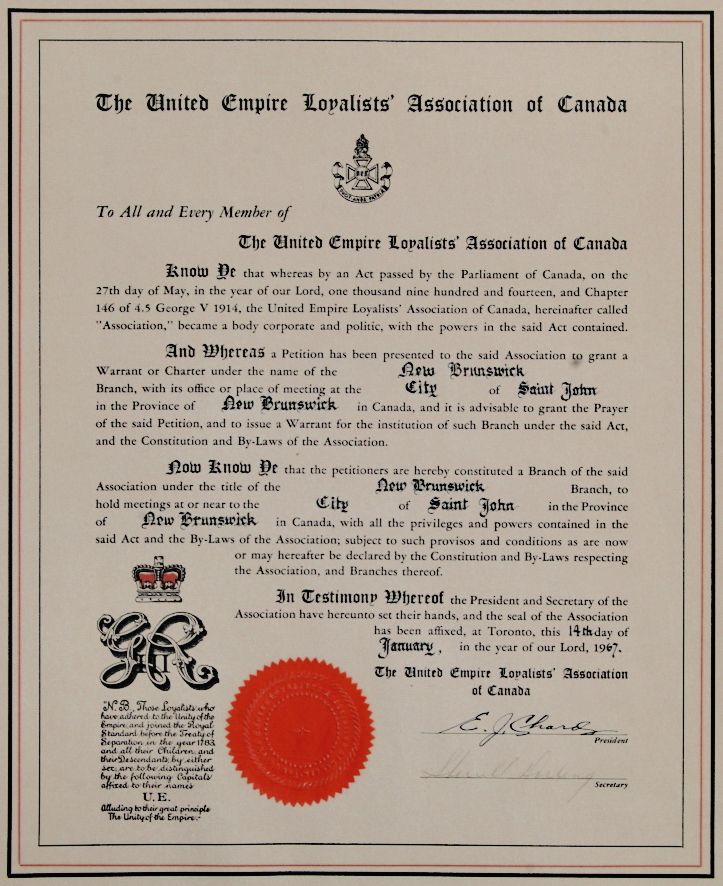 The United Empire Loyalists' Association of Canada
To All and Every Member of
The United Empire Loyalists' Association of Canada
Know Ye that whereas by an Act passed by the Parliament of Canada, on the
27th day of May, in the year of our Lord, one thousand nine hundred and fourteen, and Chapter
146 of 4.5 George V 1914, the United Empire Loyalists' Association of Canada, hereinafter called
"Association," became a body corporate and politic, with the powers in the said Act contained.
And Whereas a Petition has been presented to the said Association to grant a
Warrant or Charter under the name of the New Brunswick
Branch, with its office or place of meeting at the City of Saint John
in the Province of New Brunswick in Canada, and it is advisable to grant the Prayer
of the said Petition, and to issue a Warrant for the institution of such Branch under the said Act,
and the Constitution and By-Laws of the Association.
Now Know Ye that the petitioners are hereby constituted a Branch of the said
Association under the title of the New Brunswick Branch, to
hold meetings at or near to the City of Saint John in the Province
of New Brunswick in Canada, with all the privileges and powers contained in the
said Act and the By-Laws of the Association; subject to such provisos and conditions as are now
or may hereafter be declared by the Constitution and By-Laws respecting
the Association, and Branches thereof.
In Testimony Whereof the President and Secretary of the
Association have hereunto set their hands, and the seal of the Association
has been affixed, at Toronto, this 14th day of
January, in the year of our Lord, 1967.
The United Empire Loyalists' Association
of Canada
E. J. Chard
President
Secretary
GR
III
N.B. Those Loyalists who
have adhered to the Unity of the
Empire, and joined the Royal
Standard before the Treaty of
Separation in the year 1783,
and all their Children and
their Descendants by either
sex, are to be distinguished
by the following Capitals
affixed to their names
U.E.
Alluding to their great principle
The Unity of the Empire.-